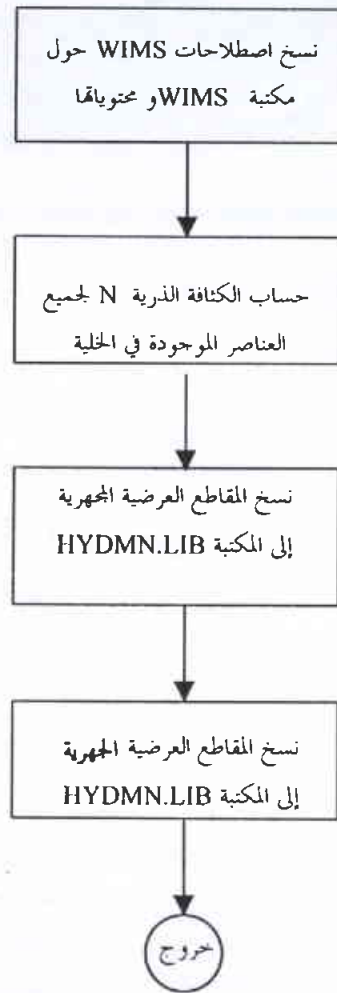 نسخ اصطلاحات WIMS حول
مكتبة WIMSو محتوياتها
حساب الكثافة الذرية N لجميع
العناصر الموجودة في الخلية
نسخ المقاطع العرضية المجهرية
إلى المكتبة HYDMN.LIB
نسخ المقاطع العرضية الجهرية
إلى المكتبة HYDMN.LIB
خروج